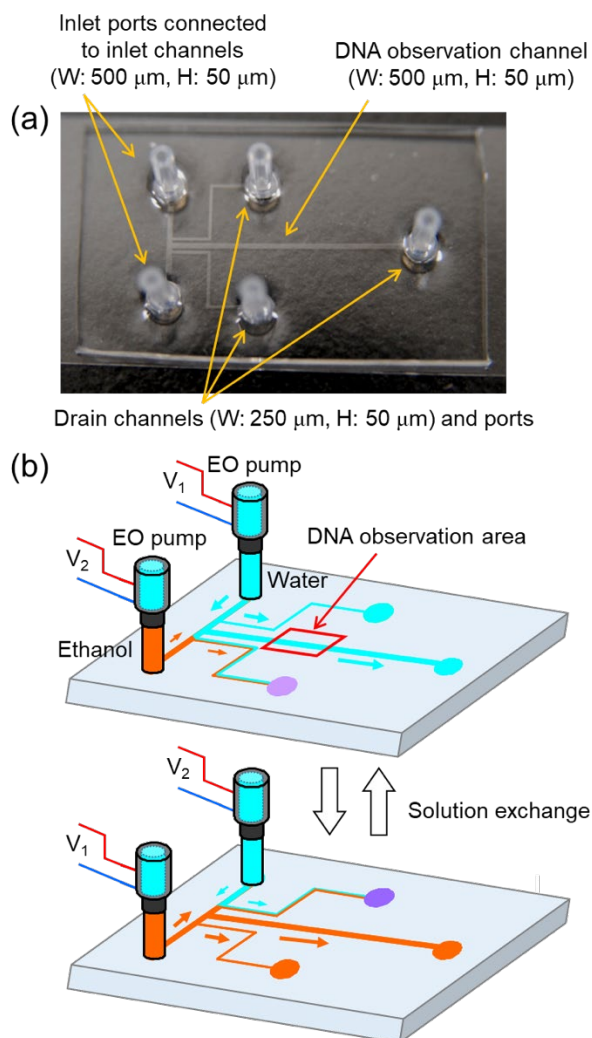 Inlet ports connected
to inlet channels
(W: 500 μm, H: 50 μm)
DNA observation channel
(W: 500 μm, H: 50 μm)
(a)
Drain channels (W: 250 μm, H: 50 μm) and ports
(b)
EO pump
V₁
EO pump
DNA observation area
V₂
Water
Ethanol
V₂
Solution exchange
V₁